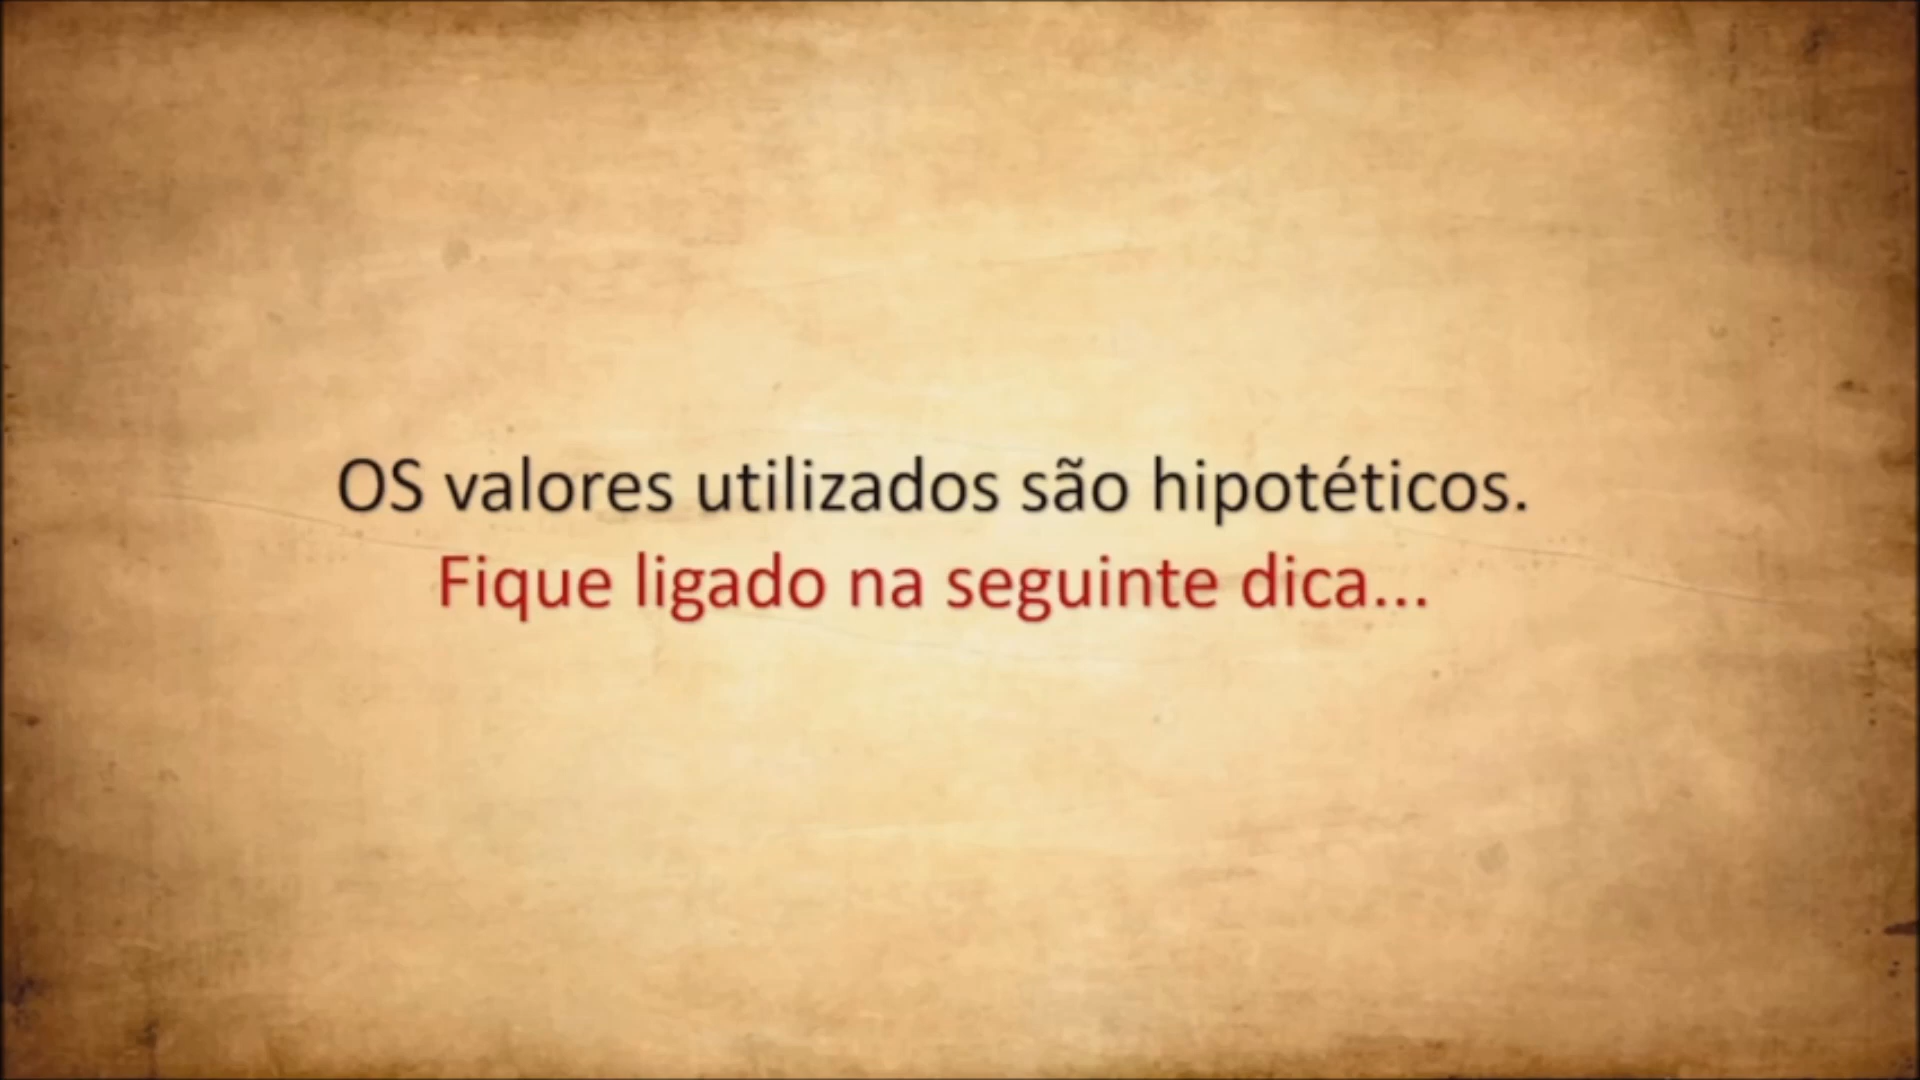 OS valores utilizados são hipotéticos.
Fique ligado na seguinte dica...